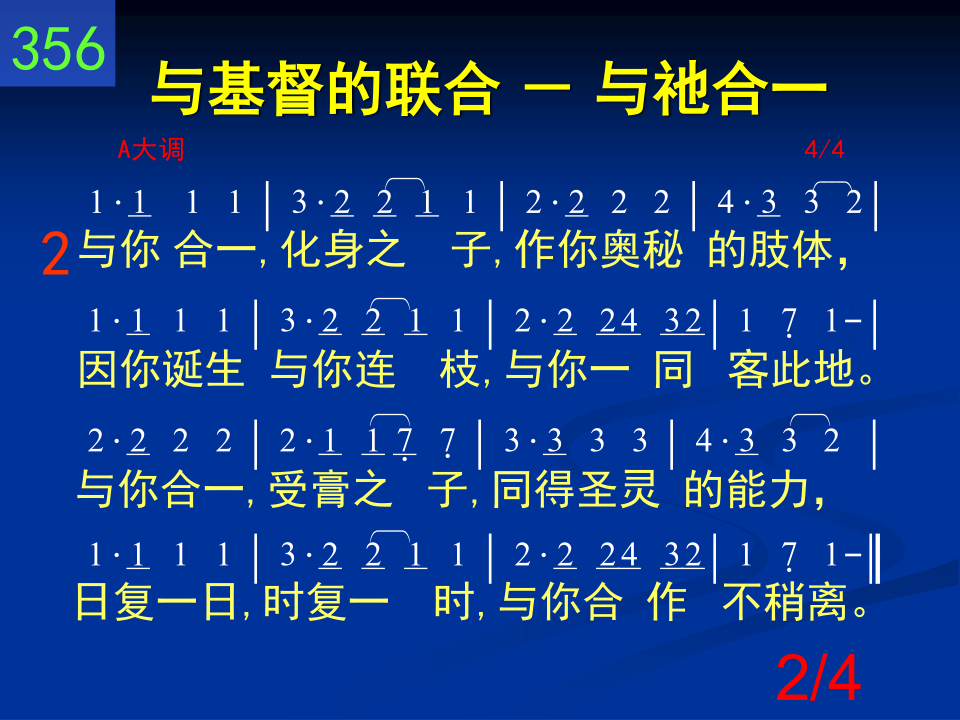 356
与基督的联合 － 与祂合一
A大调 4/4
1·1 1 1 | 3·2 2 1 1 | 2·2 2 2 | 4·3 3 2 |
2 与你 合一,化身之 子,作你奥秘 的肢体,
1·1 1 1 | 3·2 2 1 1 | 2·2 24 32 | 1 7̣ 1- |
因你诞生 与你连 枝,与你一 同 客此地。
2·2 2 2 | 2·1 1 7̣ 7̣ | 3·3 3 3 | 4·3 3 2 |
与你合一,受膏之 子,同得圣灵 的能力,
1·1 1 1 | 3·2 2 1 1 | 2·2 24 32 | 1 7̣ 1- ‖
日复一日,时复一 时,与你合 作 不稍离。
2/4